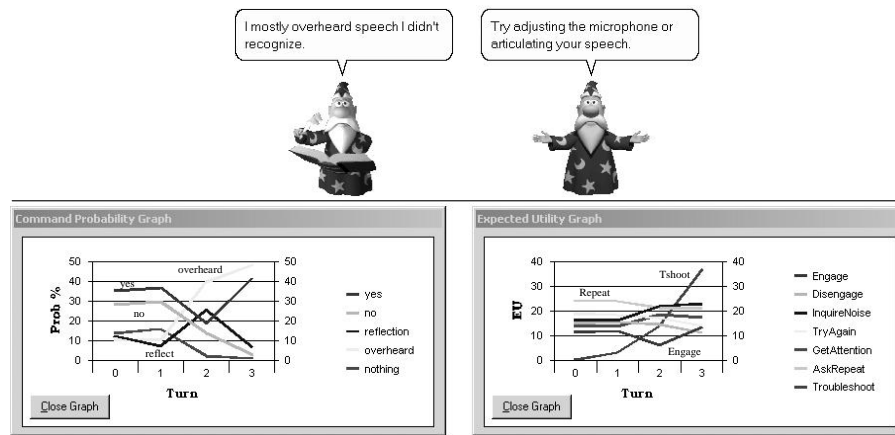 I mostly overheard speech I didn't
recognize.
Try adjusting the microphone or
articulating your speech.
Command Probability Graph
50
40
30
20
10
0
Prob %
50
40
30
20
10
0
yes
no
overheard
reflect
0 1 2 3
Turn
yes
no
reflection
overheard
nothing
Close Graph
Expected Utility Graph
40
30
20
10
0
EU
40
30
20
10
0
Repeat
Tshoot
Engage
0 1 2 3
Turn
Engage
Disengage
InquireNoise
TryAgain
GetAttention
AskRepeat
Troubleshoot
Close Graph